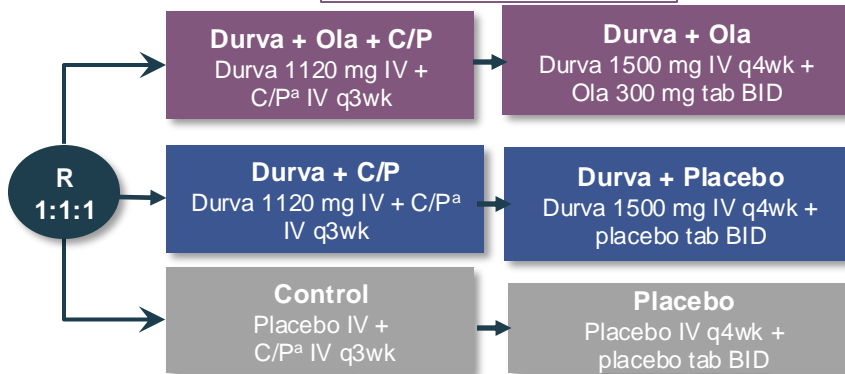 R
1:1:1
Durva + Ola + C/P
Durva 1120 mg IV +
C/Pᵃ IV q3wk
Durva + Ola
Durva 1500 mg IV q4wk +
Ola 300 mg tab BID
Durva + C/P
Durva 1120 mg IV + C/Pᵃ
IV q3wk
Durva + Placebo
Durva 1500 mg IV q4wk +
placebo tab BID
Control
Placebo IV +
C/Pᵃ IV q3wk
Placebo
Placebo IV q4wk +
placebo tab BID